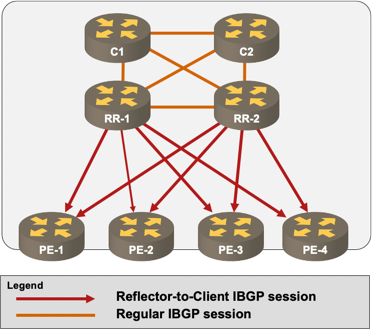 C1 C2
RR-1 RR-2
PE-1 PE-2 PE-3 PE-4
Legend
Reflector-to-Client IBGP session
Regular IBGP session